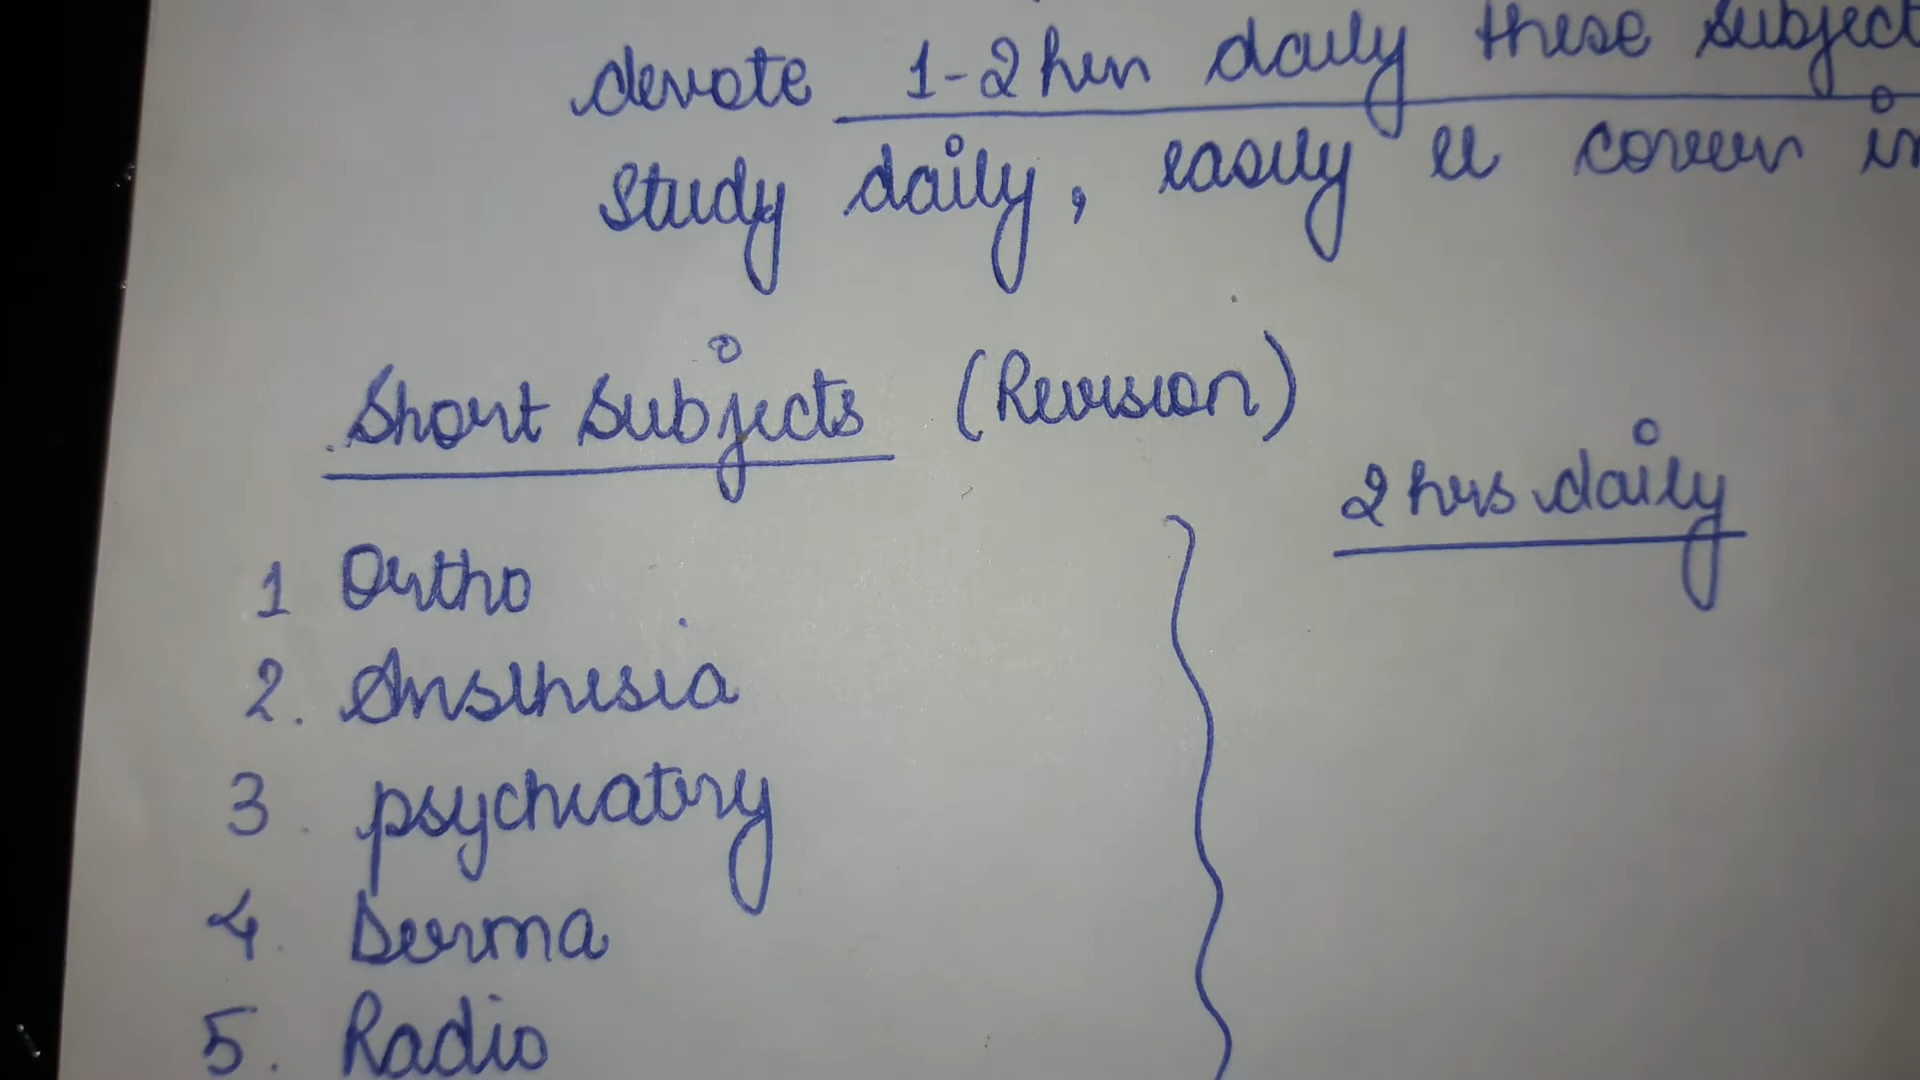 devote 1-2 hrs daily these subject
study daily, easily u cover in
Short Subjects (Revision)
2 hrs daily
1 Ortho
2. Ansthesia
3. psychiatry
4. Derma
5. Radio